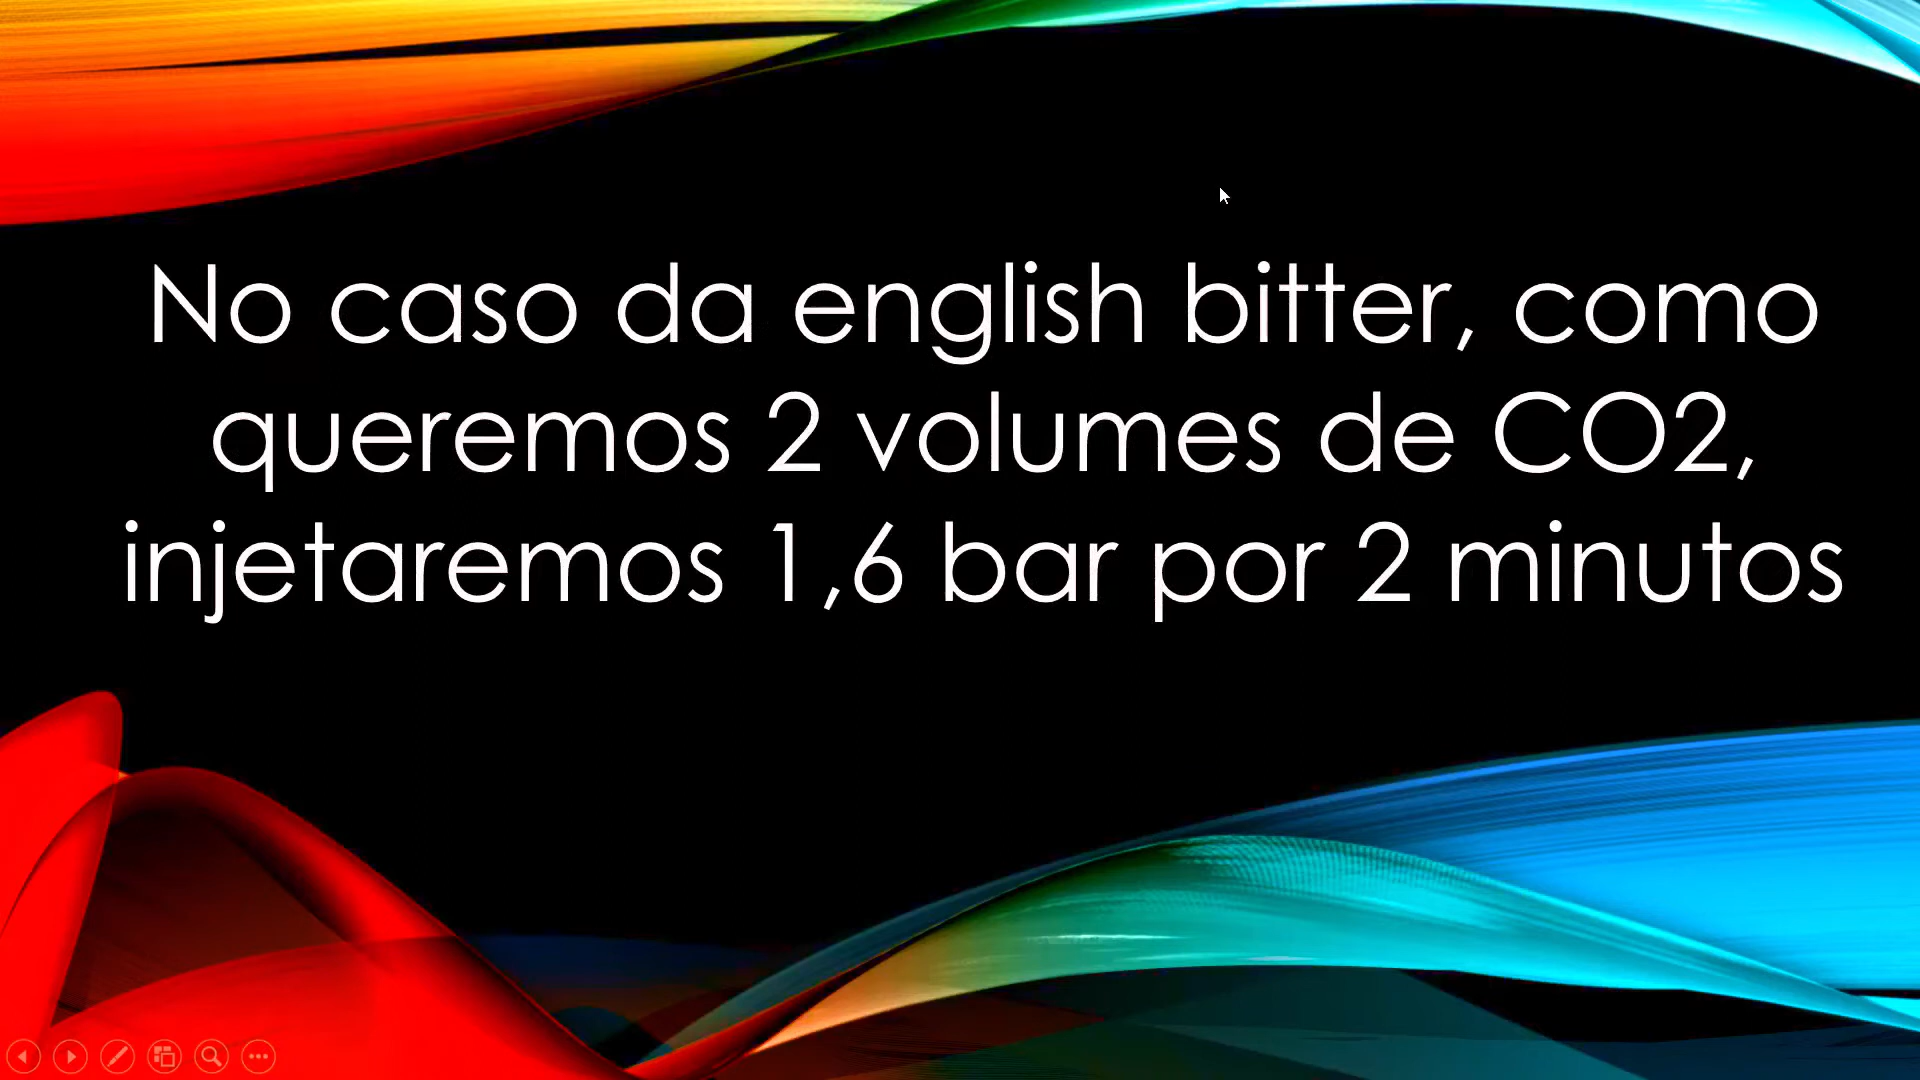 No caso da english bitter, como
queremos 2 volumes de CO2,
injetaremos 1,6 bar por 2 minutos